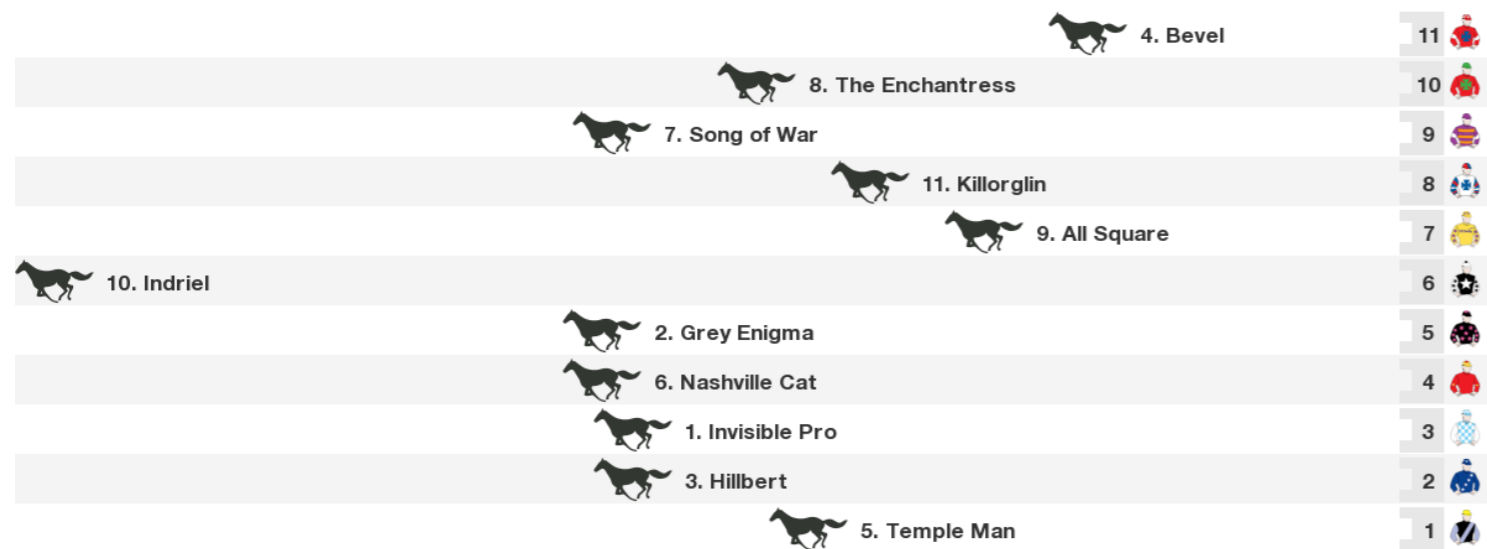 4. Bevel 11
8. The Enchantress 10
7. Song of War 9
11. Killorglin 8
9. All Square 7
10. Indriel 6
2. Grey Enigma 5
6. Nashville Cat 4
1. Invisible Pro 3
3. Hillbert 2
5. Temple Man 1